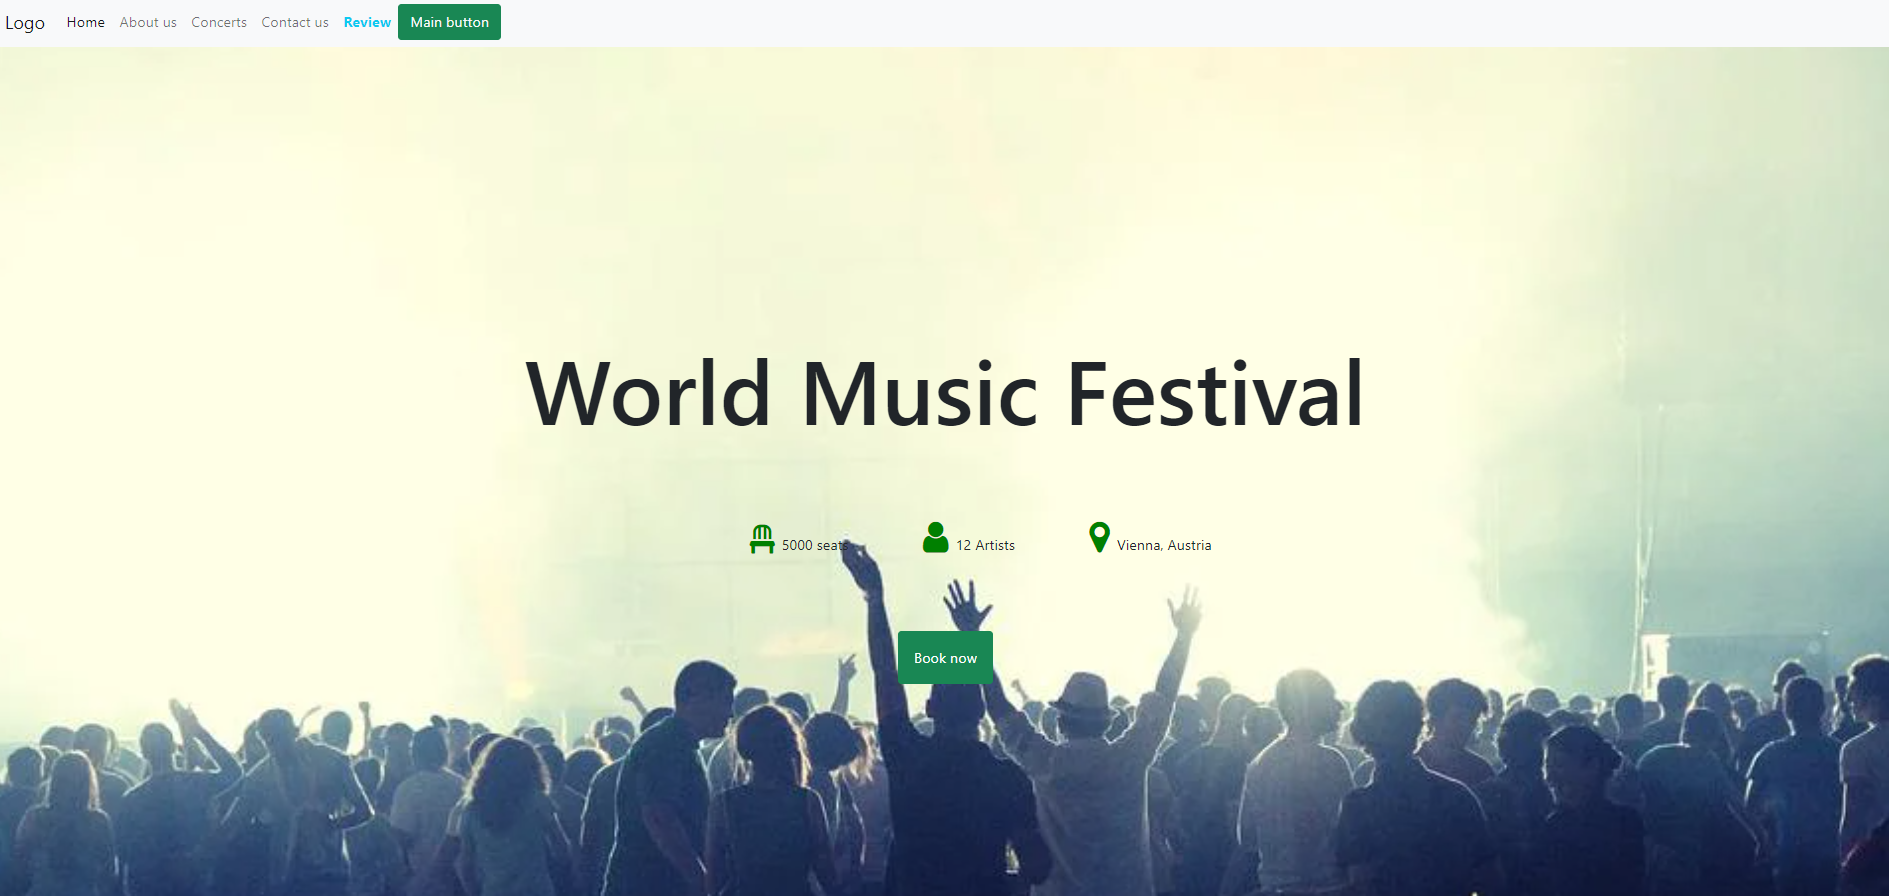 Logo Home About us Concerts Contact us Review Main button
World Music Festival
5000 seats 12 Artists Vienna, Austria
Book now